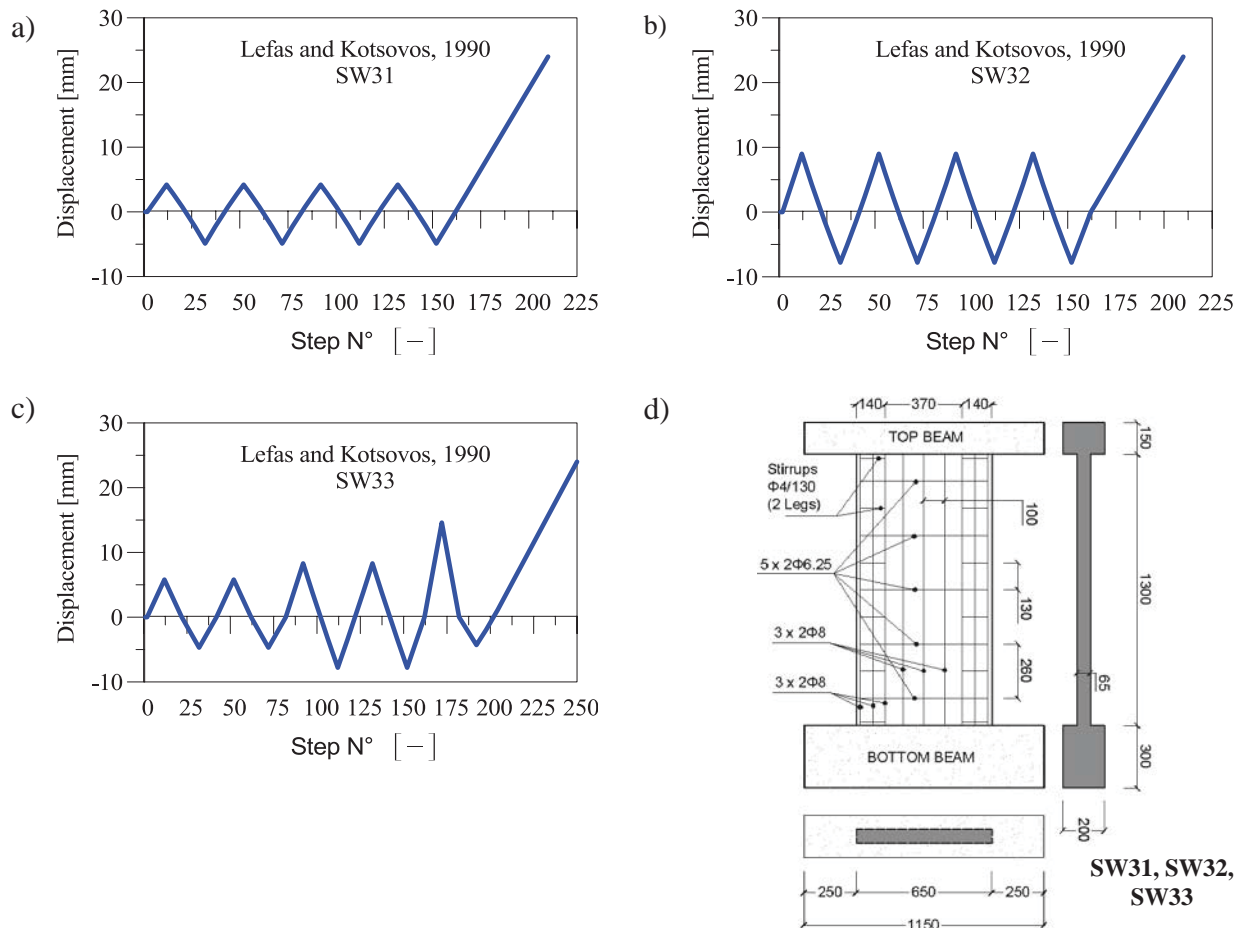 a)
30
20
10
0
-10
Displacement [mm]
Lefas and Kotsovos, 1990
SW31
0 25 50 75 100 125 150 175 200 225
Step N° [−]
b)
30
20
10
0
-10
Displacement [mm]
Lefas and Kotsovos, 1990
SW32
0 25 50 75 100 125 150 175 200 225
Step N° [−]
c)
30
20
10
0
-10
Displacement [mm]
Lefas and Kotsovos, 1990
SW33
0 25 50 75 100 125 150 175 200 250
Step N° [−]
d)
140 370 140
TOP BEAM
150
Stirrups
Φ4/130
(2 Legs)
100
5 x 2Φ6.25
130
1300
3 x 2Φ8
260
65
3 x 2Φ8
BOTTOM BEAM
300
200
250 650 250
1150
SW31, SW32,
SW33